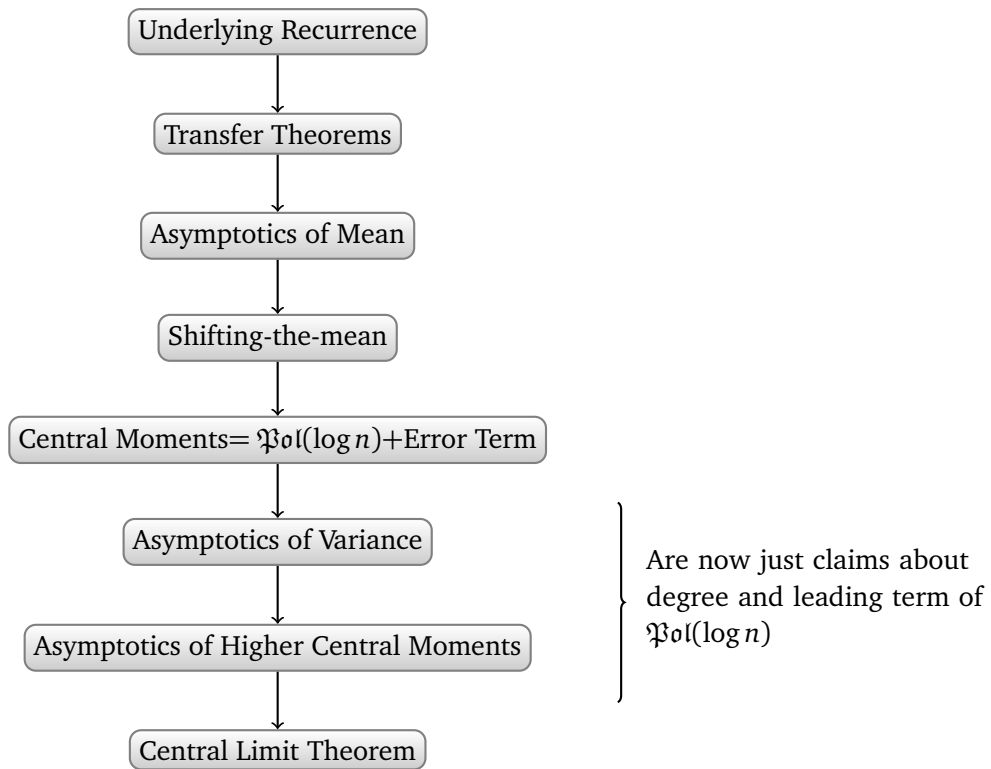 Underlying Recurrence
Transfer Theorems
Asymptotics of Mean
Shifting-the-mean
Central Moments= 𝔓𝔬𝔩(log n)+Error Term
Asymptotics of Variance
Asymptotics of Higher Central Moments
Central Limit Theorem
Are now just claims about
degree and leading term of
𝔓𝔬𝔩(log n)